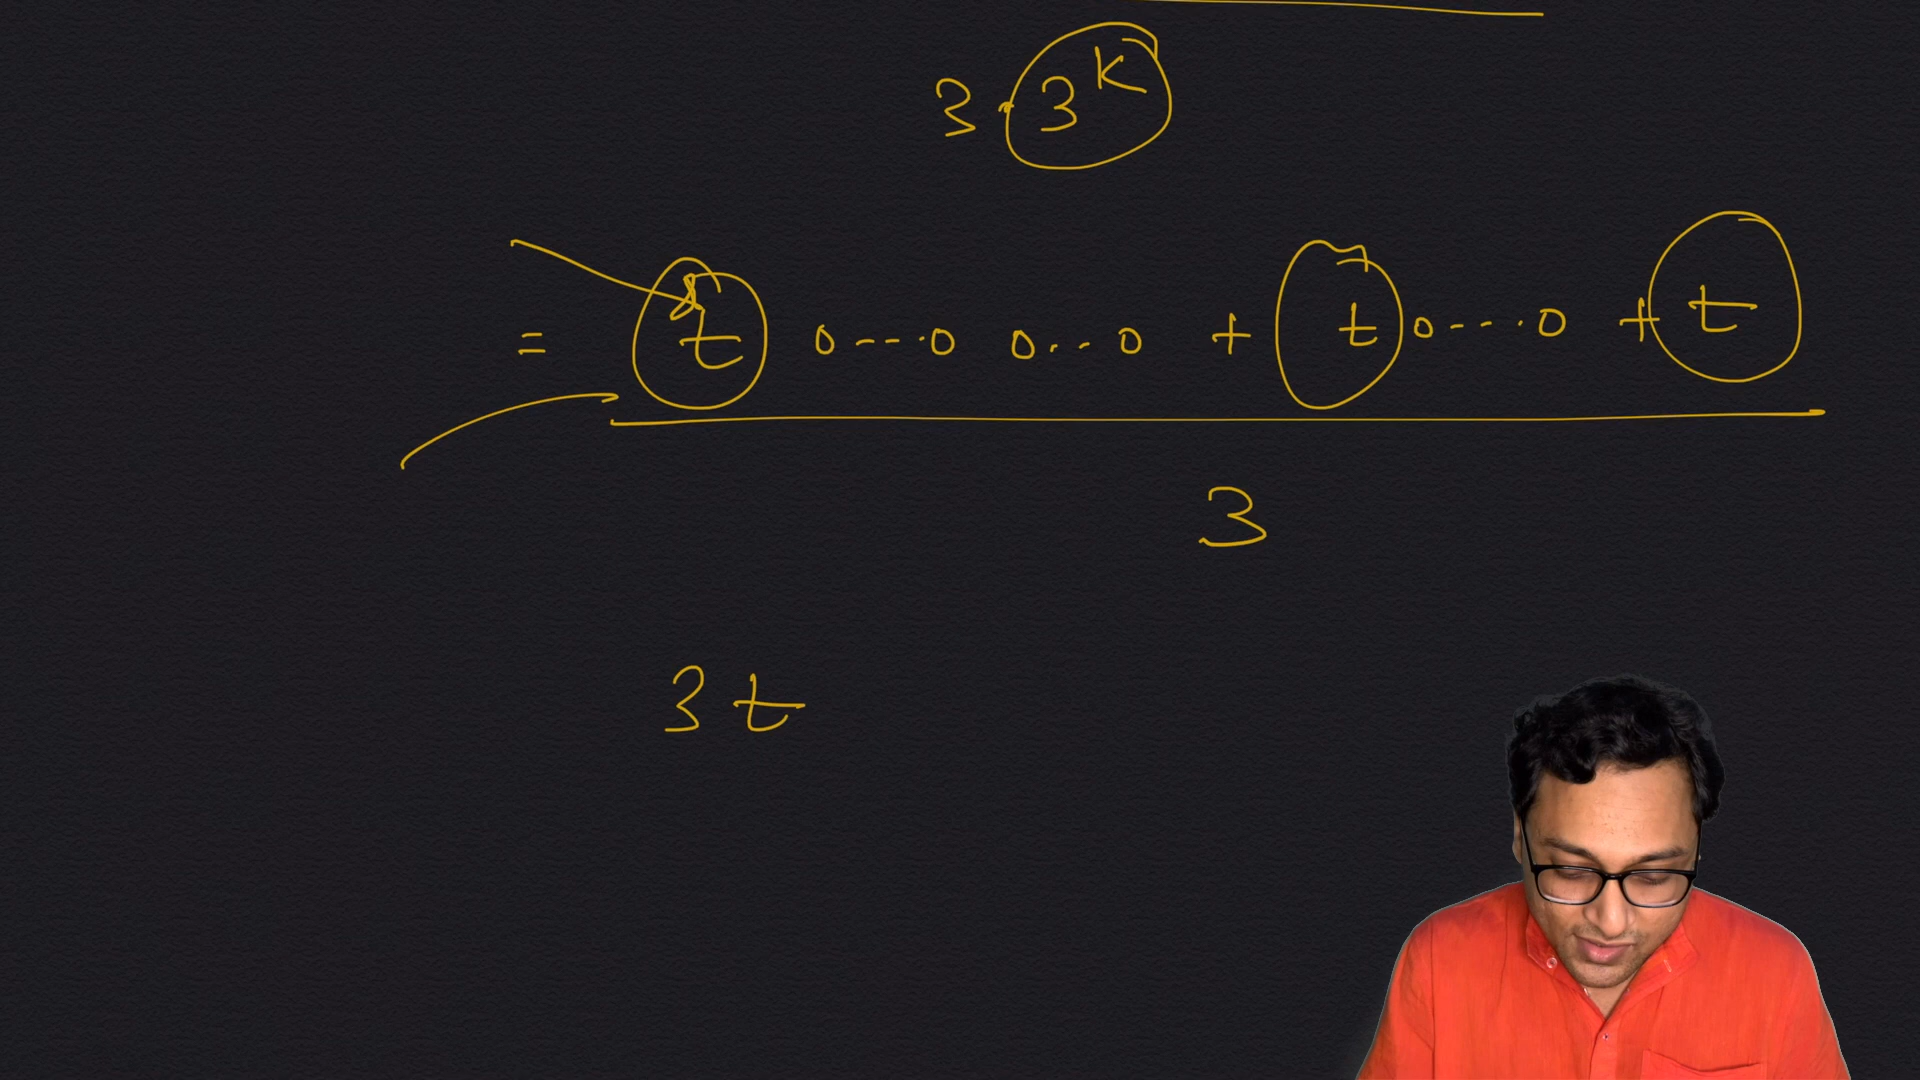 3 · 3^K
= t 0---.0 0..-0 + t 0---.0 + t
3
3t